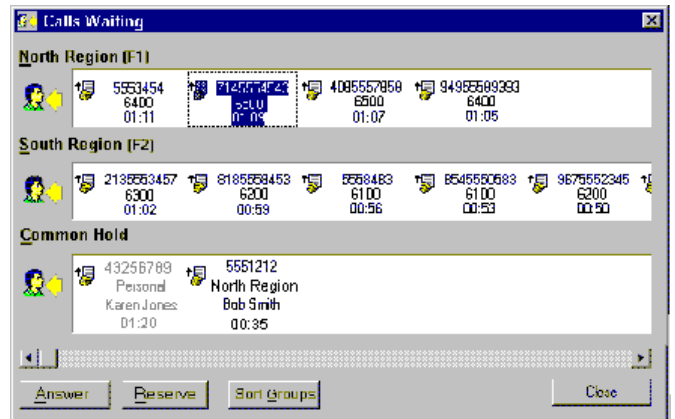 Calls Waiting
North Region (F1)
5553454 4085557858 94955589393
6400 6500 6400
01:11 01:09 01:07 01:05
South Region (F2)
2135553457 8185558453 5558483 8545550583 9675552345
6300 6200 6100 6100 6200
01:02 00:59 00:56 00:53 00:50
Common Hold
43256789 5551212
Personal North Region
Karen Jones Bob Smith
01:20 00:35
Answer Reserve Sort Groups Close